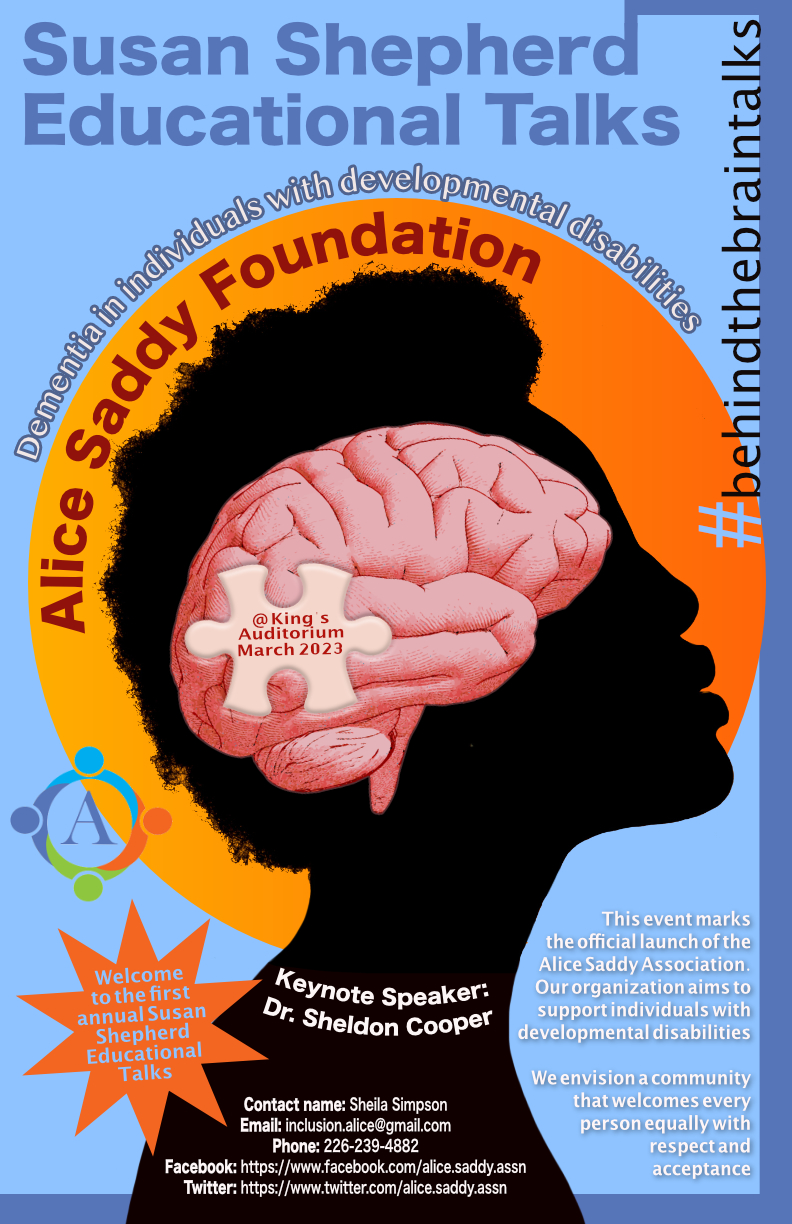 Susan Shepherd
Educational Talks
#behindthebraintalks
Dementia in individuals with developmental disabilities
Alice Saddy Foundation
@King's
Auditorium
March 2023
A
Welcome
to the first
annual Susan
Shepherd
Educational
Talks
Keynote Speaker:
Dr. Sheldon Cooper
This event marks
the official launch of the
Alice Saddy Association.
Our organization aims to
support individuals with
developmental disabilities
We envision a community
that welcomes every
person equally with
respect and
acceptance
Contact name: Sheila Simpson
Email: inclusion.alice@gmail.com
Phone: 226-239-4882
Facebook: https://www.facebook.com/alice.saddy.assn
Twitter: https://www.twitter.com/alice.saddy.assn